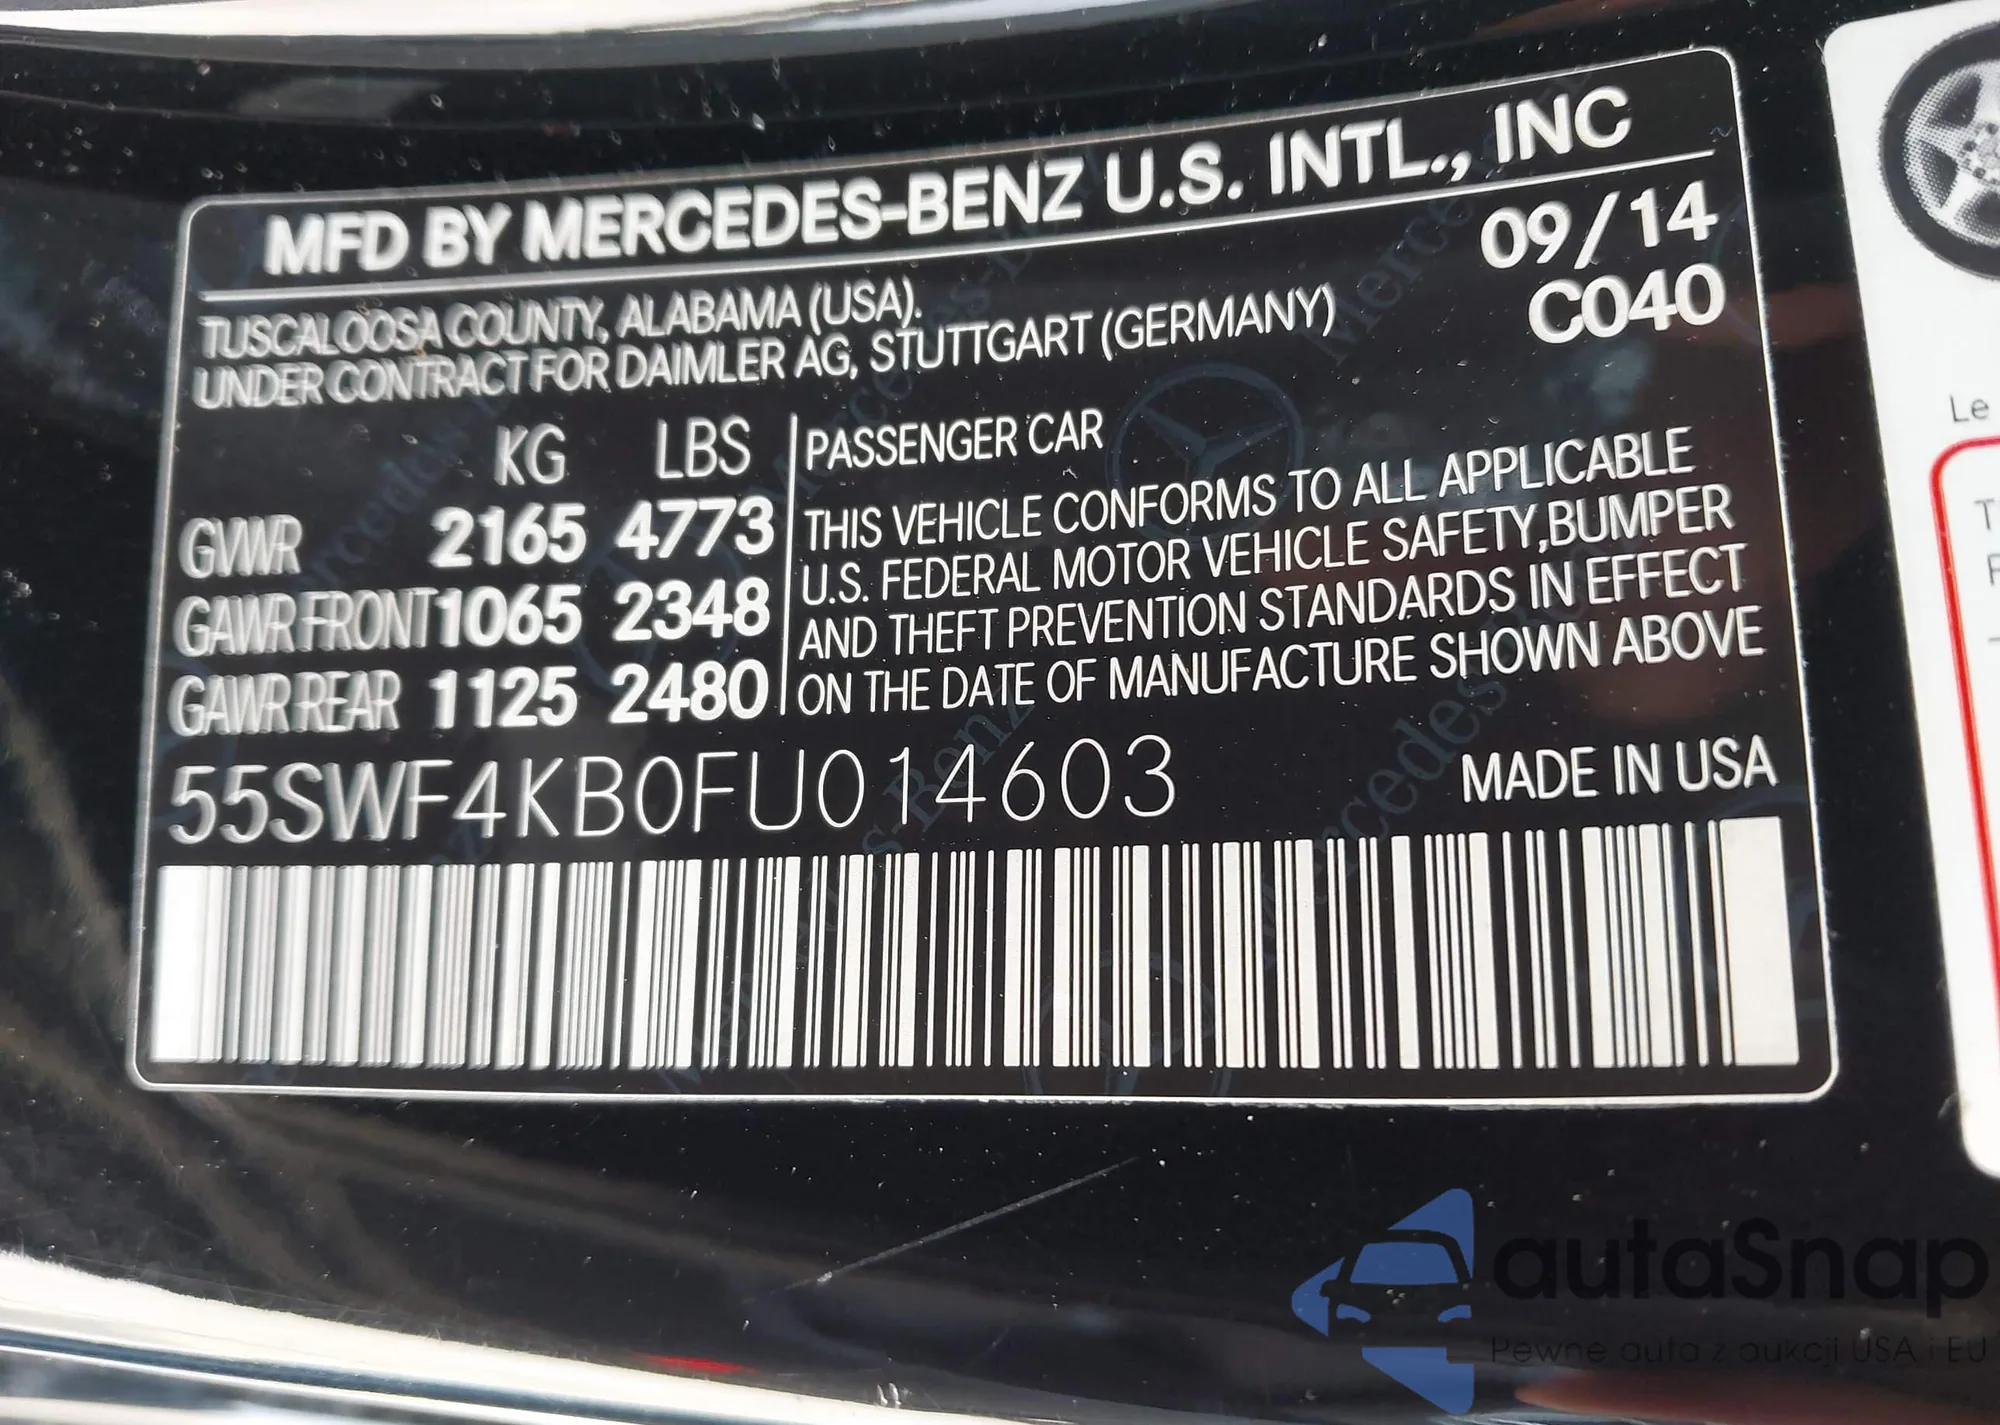 MFD BY MERCEDES-BENZ U.S. INTL., INC
09/14
TUSCALOOSA COUNTY, ALABAMA (USA).
C040
UNDER CONTRACT FOR DAIMLER AG, STUTTGART (GERMANY)
KG LBS
GVWR 2165 4773
GAWR FRONT 1065 2348
GAWR REAR 1125 2480
PASSENGER CAR
THIS VEHICLE CONFORMS TO ALL APPLICABLE
U.S. FEDERAL MOTOR VEHICLE SAFETY,BUMPER
AND THEFT PREVENTION STANDARDS IN EFFECT
ON THE DATE OF MANUFACTURE SHOWN ABOVE
55SWF4KB0FU014603
MADE IN USA
Le
autaSnap
Pewne auta z aukcji USA i EU